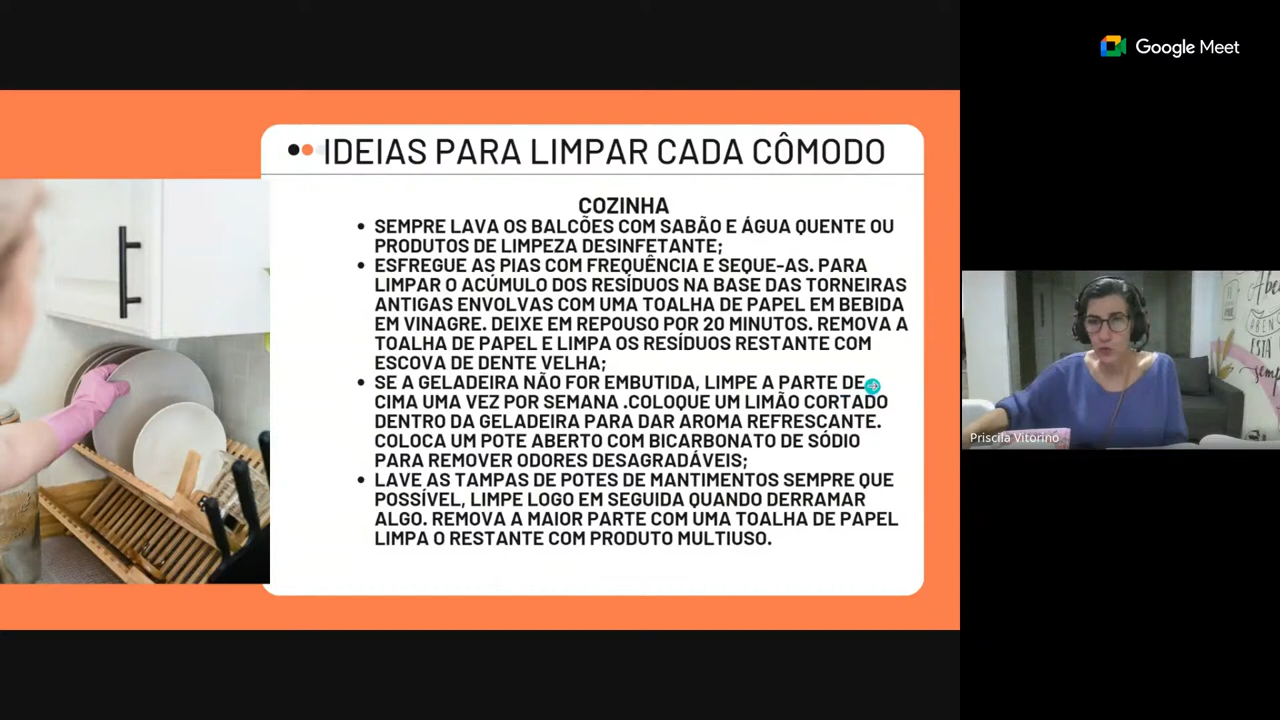 Google Meet
IDEIAS PARA LIMPAR CADA CÔMODO
COZINHA
SEMPRE LAVA OS BALCÕES COM SABÃO E ÁGUA QUENTE OU
PRODUTOS DE LIMPEZA DESINFETANTE;
ESFREGUE AS PIAS COM FREQUÊNCIA E SEQUE-AS. PARA
LIMPAR O ACÚMULO DOS RESÍDUOS NA BASE DAS TORNEIRAS
ANTIGAS ENVOLVAS COM UMA TOALHA DE PAPEL EM BEBIDA
EM VINAGRE. DEIXE EM REPOUSO POR 20 MINUTOS. REMOVA A
TOALHA DE PAPEL E LIMPA OS RESÍDUOS RESTANTE COM
ESCOVA DE DENTE VELHA;
SE A GELADEIRA NÃO FOR EMBUTIDA, LIMPE A PARTE DE
CIMA UMA VEZ POR SEMANA .COLOQUE UM LIMÃO CORTADO
DENTRO DA GELADEIRA PARA DAR AROMA REFRESCANTE.
COLOCA UM POTE ABERTO COM BICARBONATO DE SÓDIO
PARA REMOVER ODORES DESAGRADÁVEIS;
LAVE AS TAMPAS DE POTES DE MANTIMENTOS SEMPRE QUE
POSSÍVEL, LIMPE LOGO EM SEGUIDA QUANDO DERRAMAR
ALGO. REMOVA A MAIOR PARTE COM UMA TOALHA DE PAPEL
LIMPA O RESTANTE COM PRODUTO MULTIUSO.
Priscila Vitorino